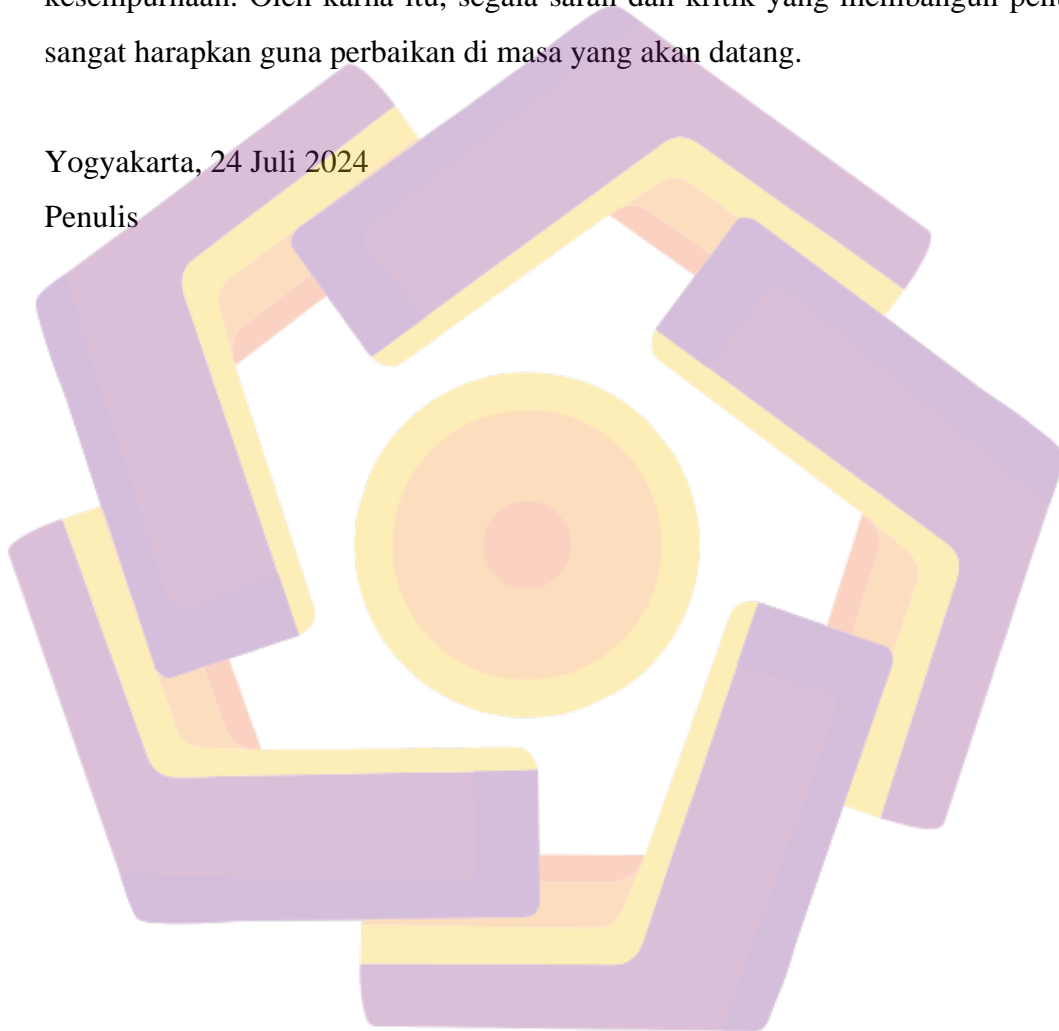 kesempurnaan. Oleh karna itu, segala saran dan kritik yang membangun
sangat harapkan guna perbaikan di masa yang akan datang.
Yogyakarta, 24 Juli 2024
Penulis